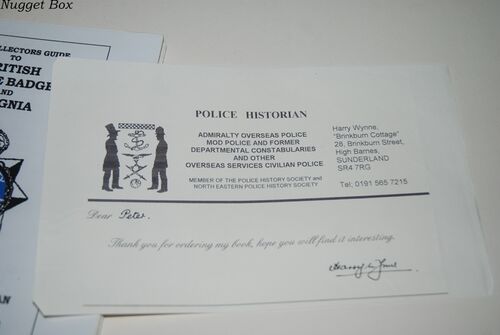 Nugget Box
LLECTORS GUIDE
TO
RITISH
E BADGE
AND
GNIA
AN
POLICE HISTORIAN
ADMIRALTY OVERSEAS POLICE
MOD POLICE AND FORMER
DEPARTMENTAL CONSTABULARIES
AND OTHER
OVERSEAS SERVICES CIVILIAN POLICE
MEMBER OF THE POLICE HISTORY SOCIETY and
NORTH EASTERN POLICE HISTORY SOCIETY
Harry Wynne,
"Brinkburn Cottage"
28, Brinkburn Street,
High Barnes,
SUNDERLAND
SR4 7RG
Tel; 0191 565 7215
Dear Peter.
Thank you for ordering my book, hope you will find it interesting.